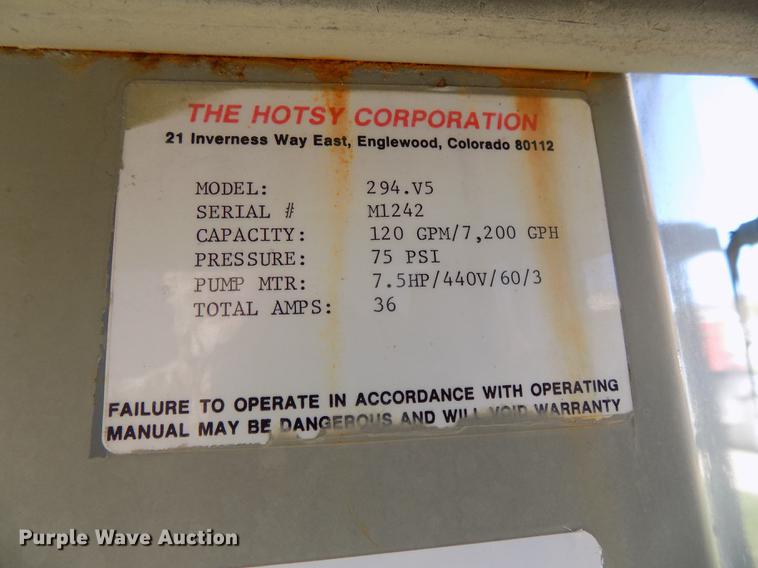 THE HOTSY CORPORATION
21 Inverness Way East, Englewood, Colorado 80112
MODEL: 294.V5
SERIAL # M1242
CAPACITY: 120 GPM/7,200 GPH
PRESSURE: 75 PSI
PUMP MTR: 7.5HP/440V/60/3
TOTAL AMPS: 36
FAILURE TO OPERATE IN ACCORDANCE WITH OPERATING
MANUAL MAY BE DANGEROUS AND WILL VOID WARRANTY
Purple Wave Auction